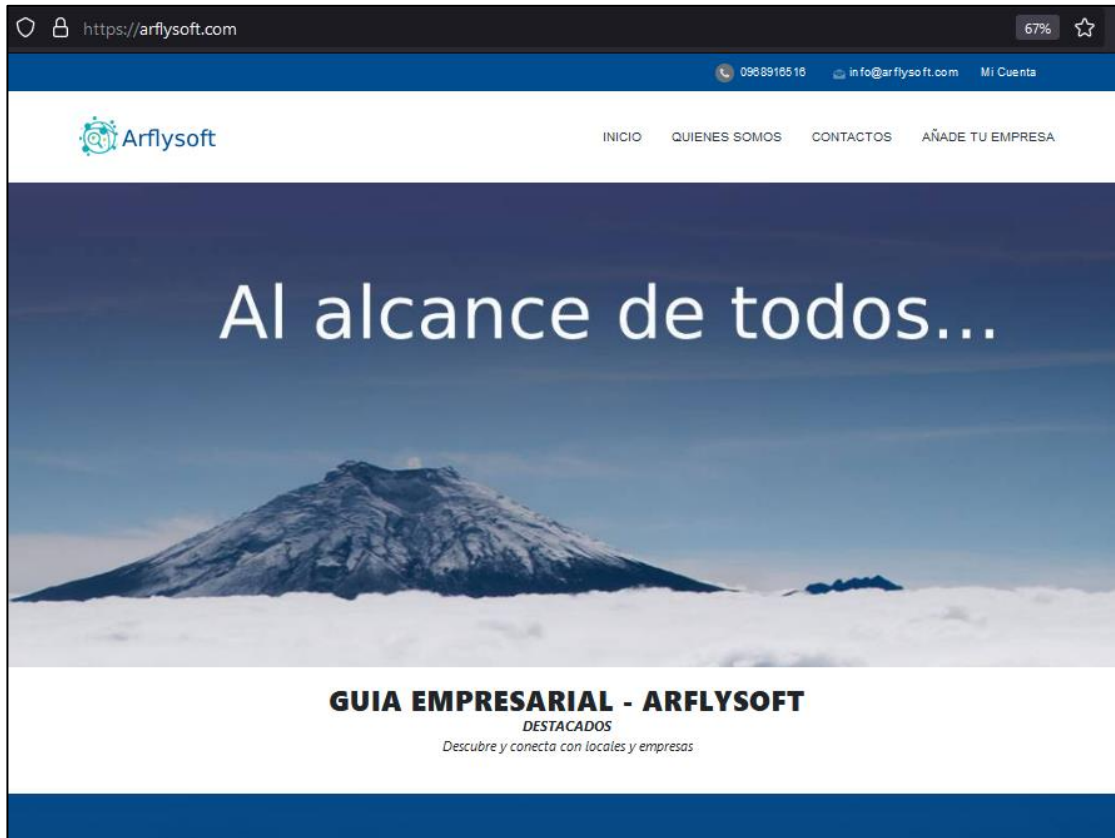 https://arflysoft.com 67%
0968916516 info@arflysoft.com Mi Cuenta
Arflysoft INICIO QUIENES SOMOS CONTACTOS AÑADE TU EMPRESA
Al alcance de todos...
GUIA EMPRESARIAL - ARFLYSOFT
DESTACADOS
Descubre y conecta con locales y empresas